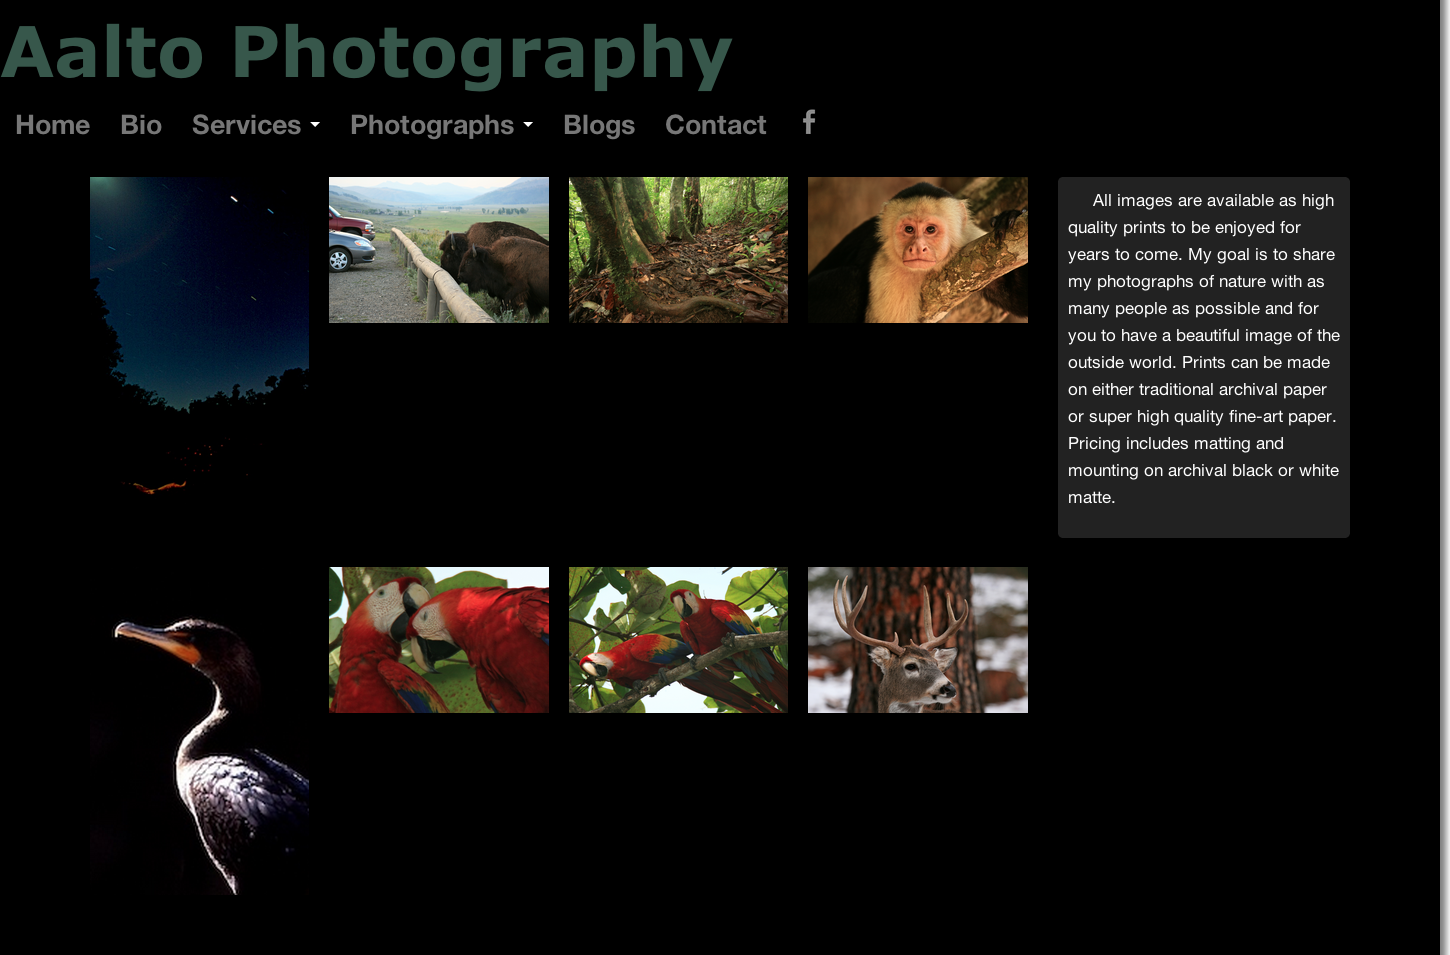 Aalto Photography
Home Bio Services Photographs Blogs Contact f
All images are available as high
quality prints to be enjoyed for
years to come. My goal is to share
my photographs of nature with as
many people as possible and for
you to have a beautiful image of the
outside world. Prints can be made
on either traditional archival paper
or super high quality fine-art paper.
Pricing includes matting and
mounting on archival black or white
matte.